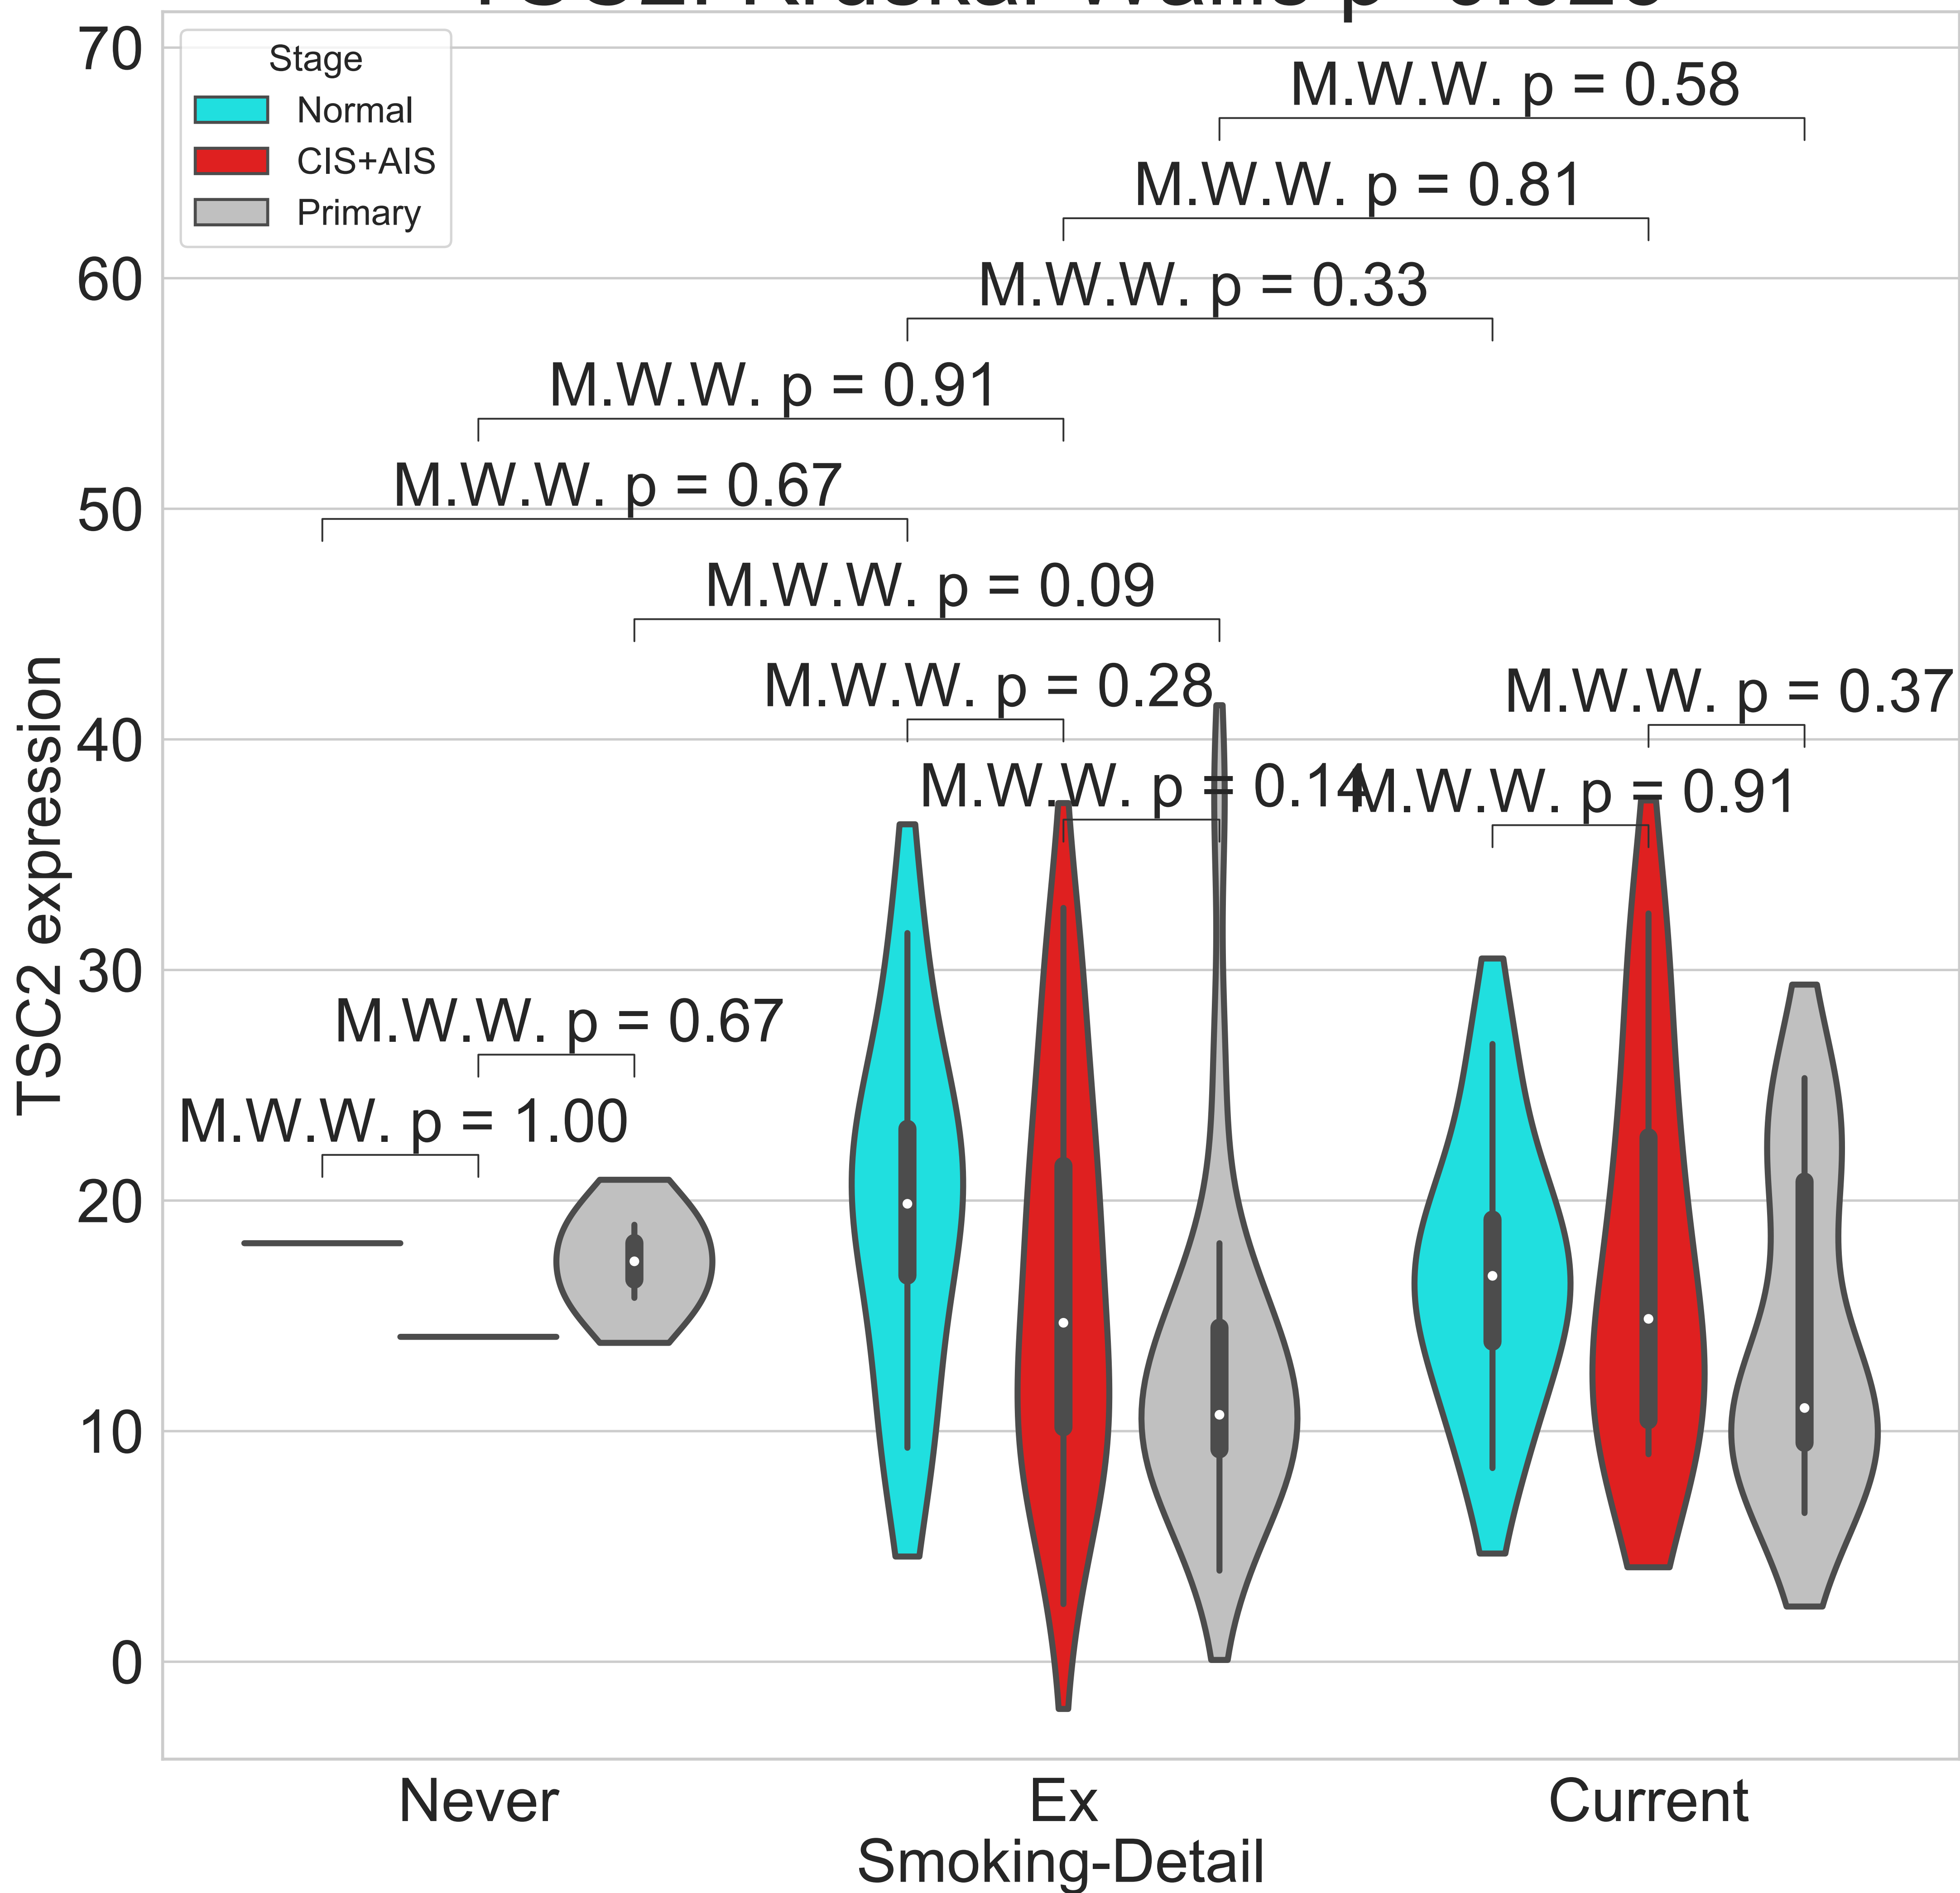 70
60
50
40
30
20
10
0
TSC2 expression
Stage
Normal
CIS+AIS
Primary
M.W.W. p = 0.58
M.W.W. p = 0.81
M.W.W. p = 0.33
M.W.W. p = 0.91
M.W.W. p = 0.67
M.W.W. p = 0.09
M.W.W. p = 0.28
M.W.W. p = 0.37
M.W.W. p = 0.14
M.W.W. p = 0.91
M.W.W. p = 0.67
M.W.W. p = 1.00
Never
Ex
Current
Smoking-Detail